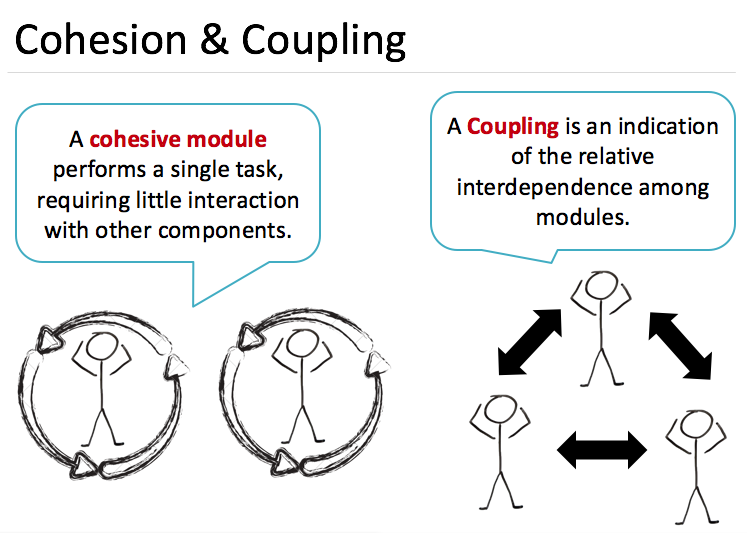 Cohesion & Coupling
A cohesive module
performs a single task,
requiring little interaction
with other components.
A Coupling is an indication
of the relative
interdependence among
modules.